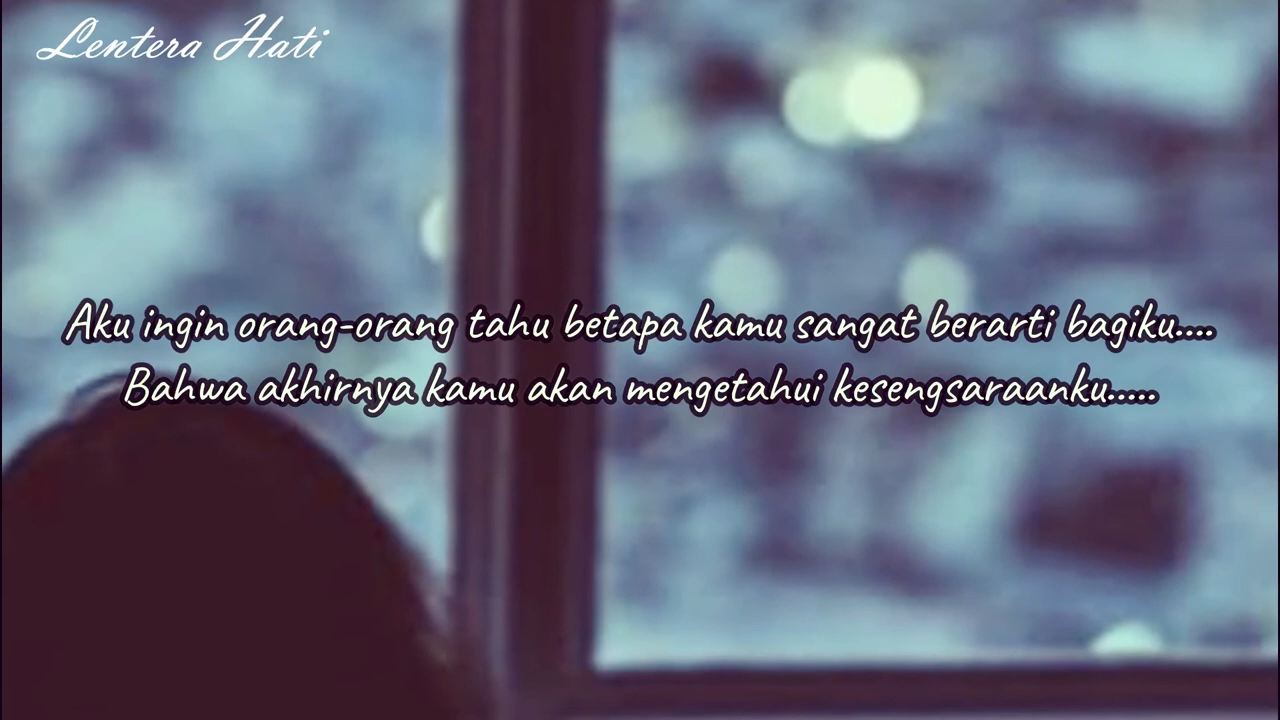 Lentera Hati
Aku ingin orang-orang tahu betapa kamu sangat berarti bagiku....
Bahwa akhirnya kamu akan mengetahui kesengsaraanku.....